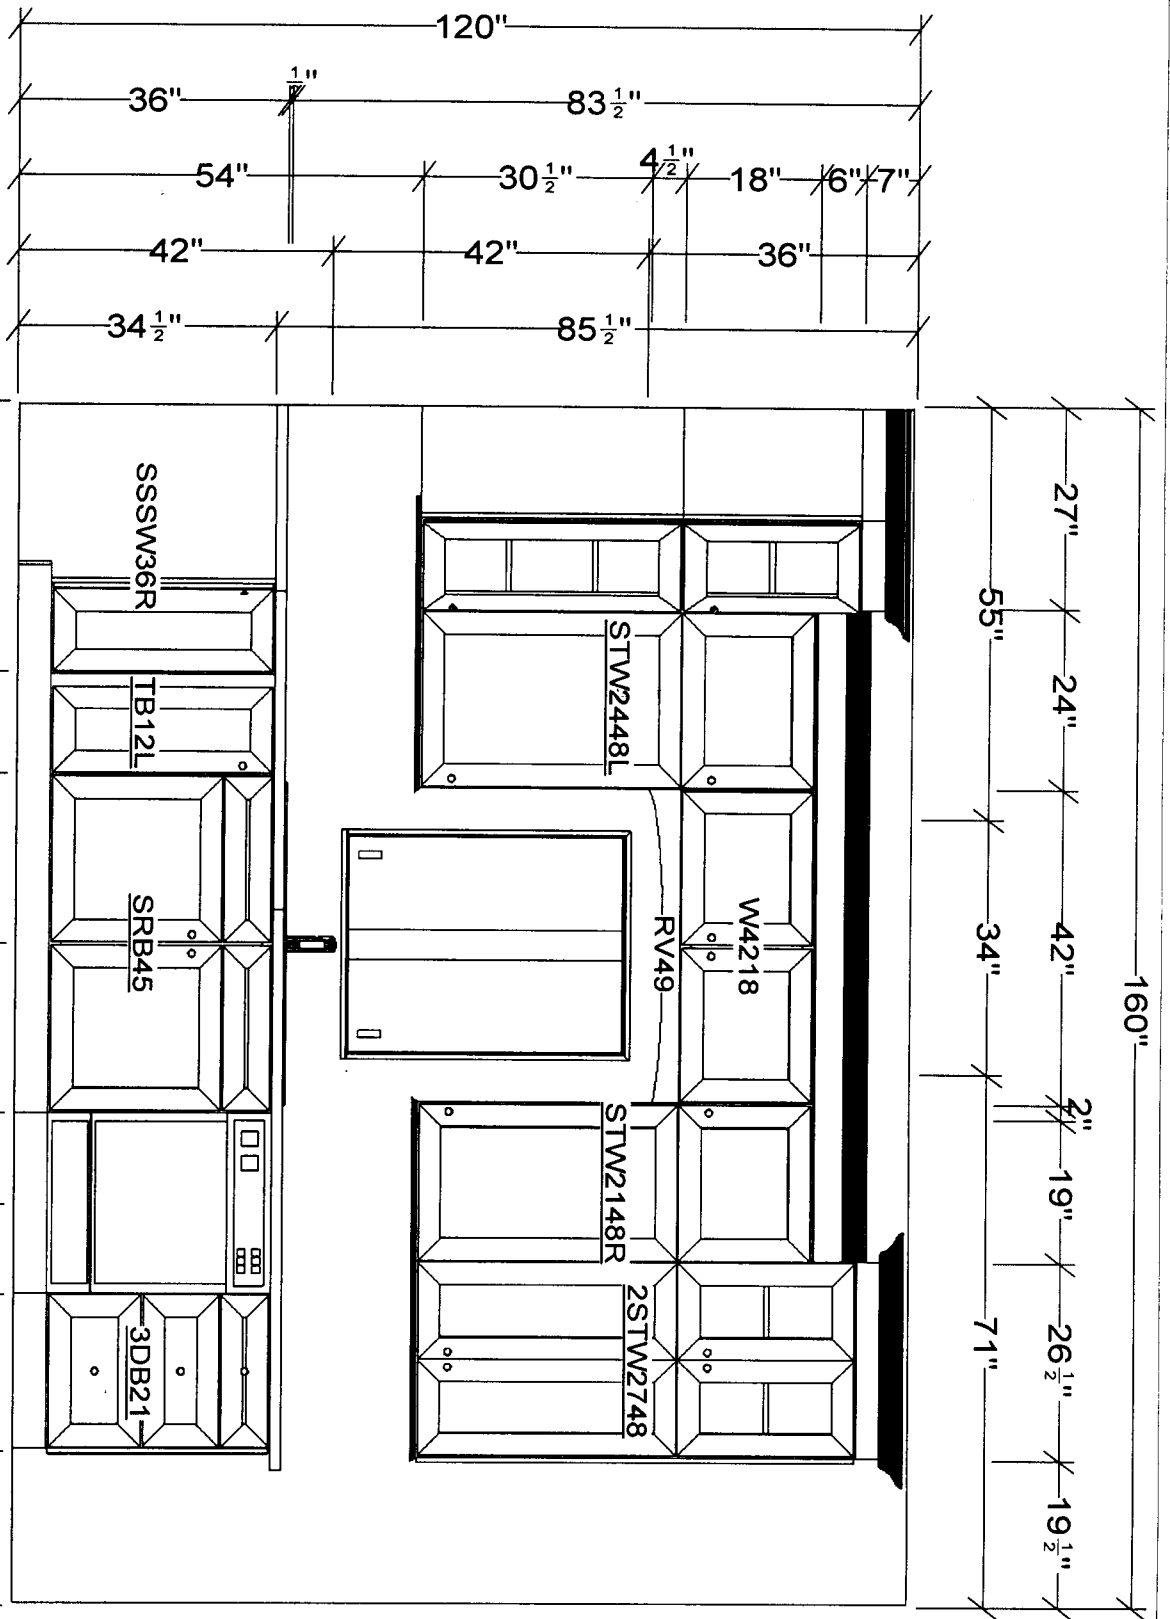 160"
27"
24"
42"
2"
19"
26 1/2"
19 1/2"
55"
34"
71"
120"
36"
1/2"
83 1/2"
54"
30 1/2"
4 1/2"
18"
6"
7"
42"
42"
36"
34 1/2"
85 1/2"
W4218
RV49
STW2448L
STW2148R
2STW2748
SSSW36R
TB12L
SRB45
3DB21